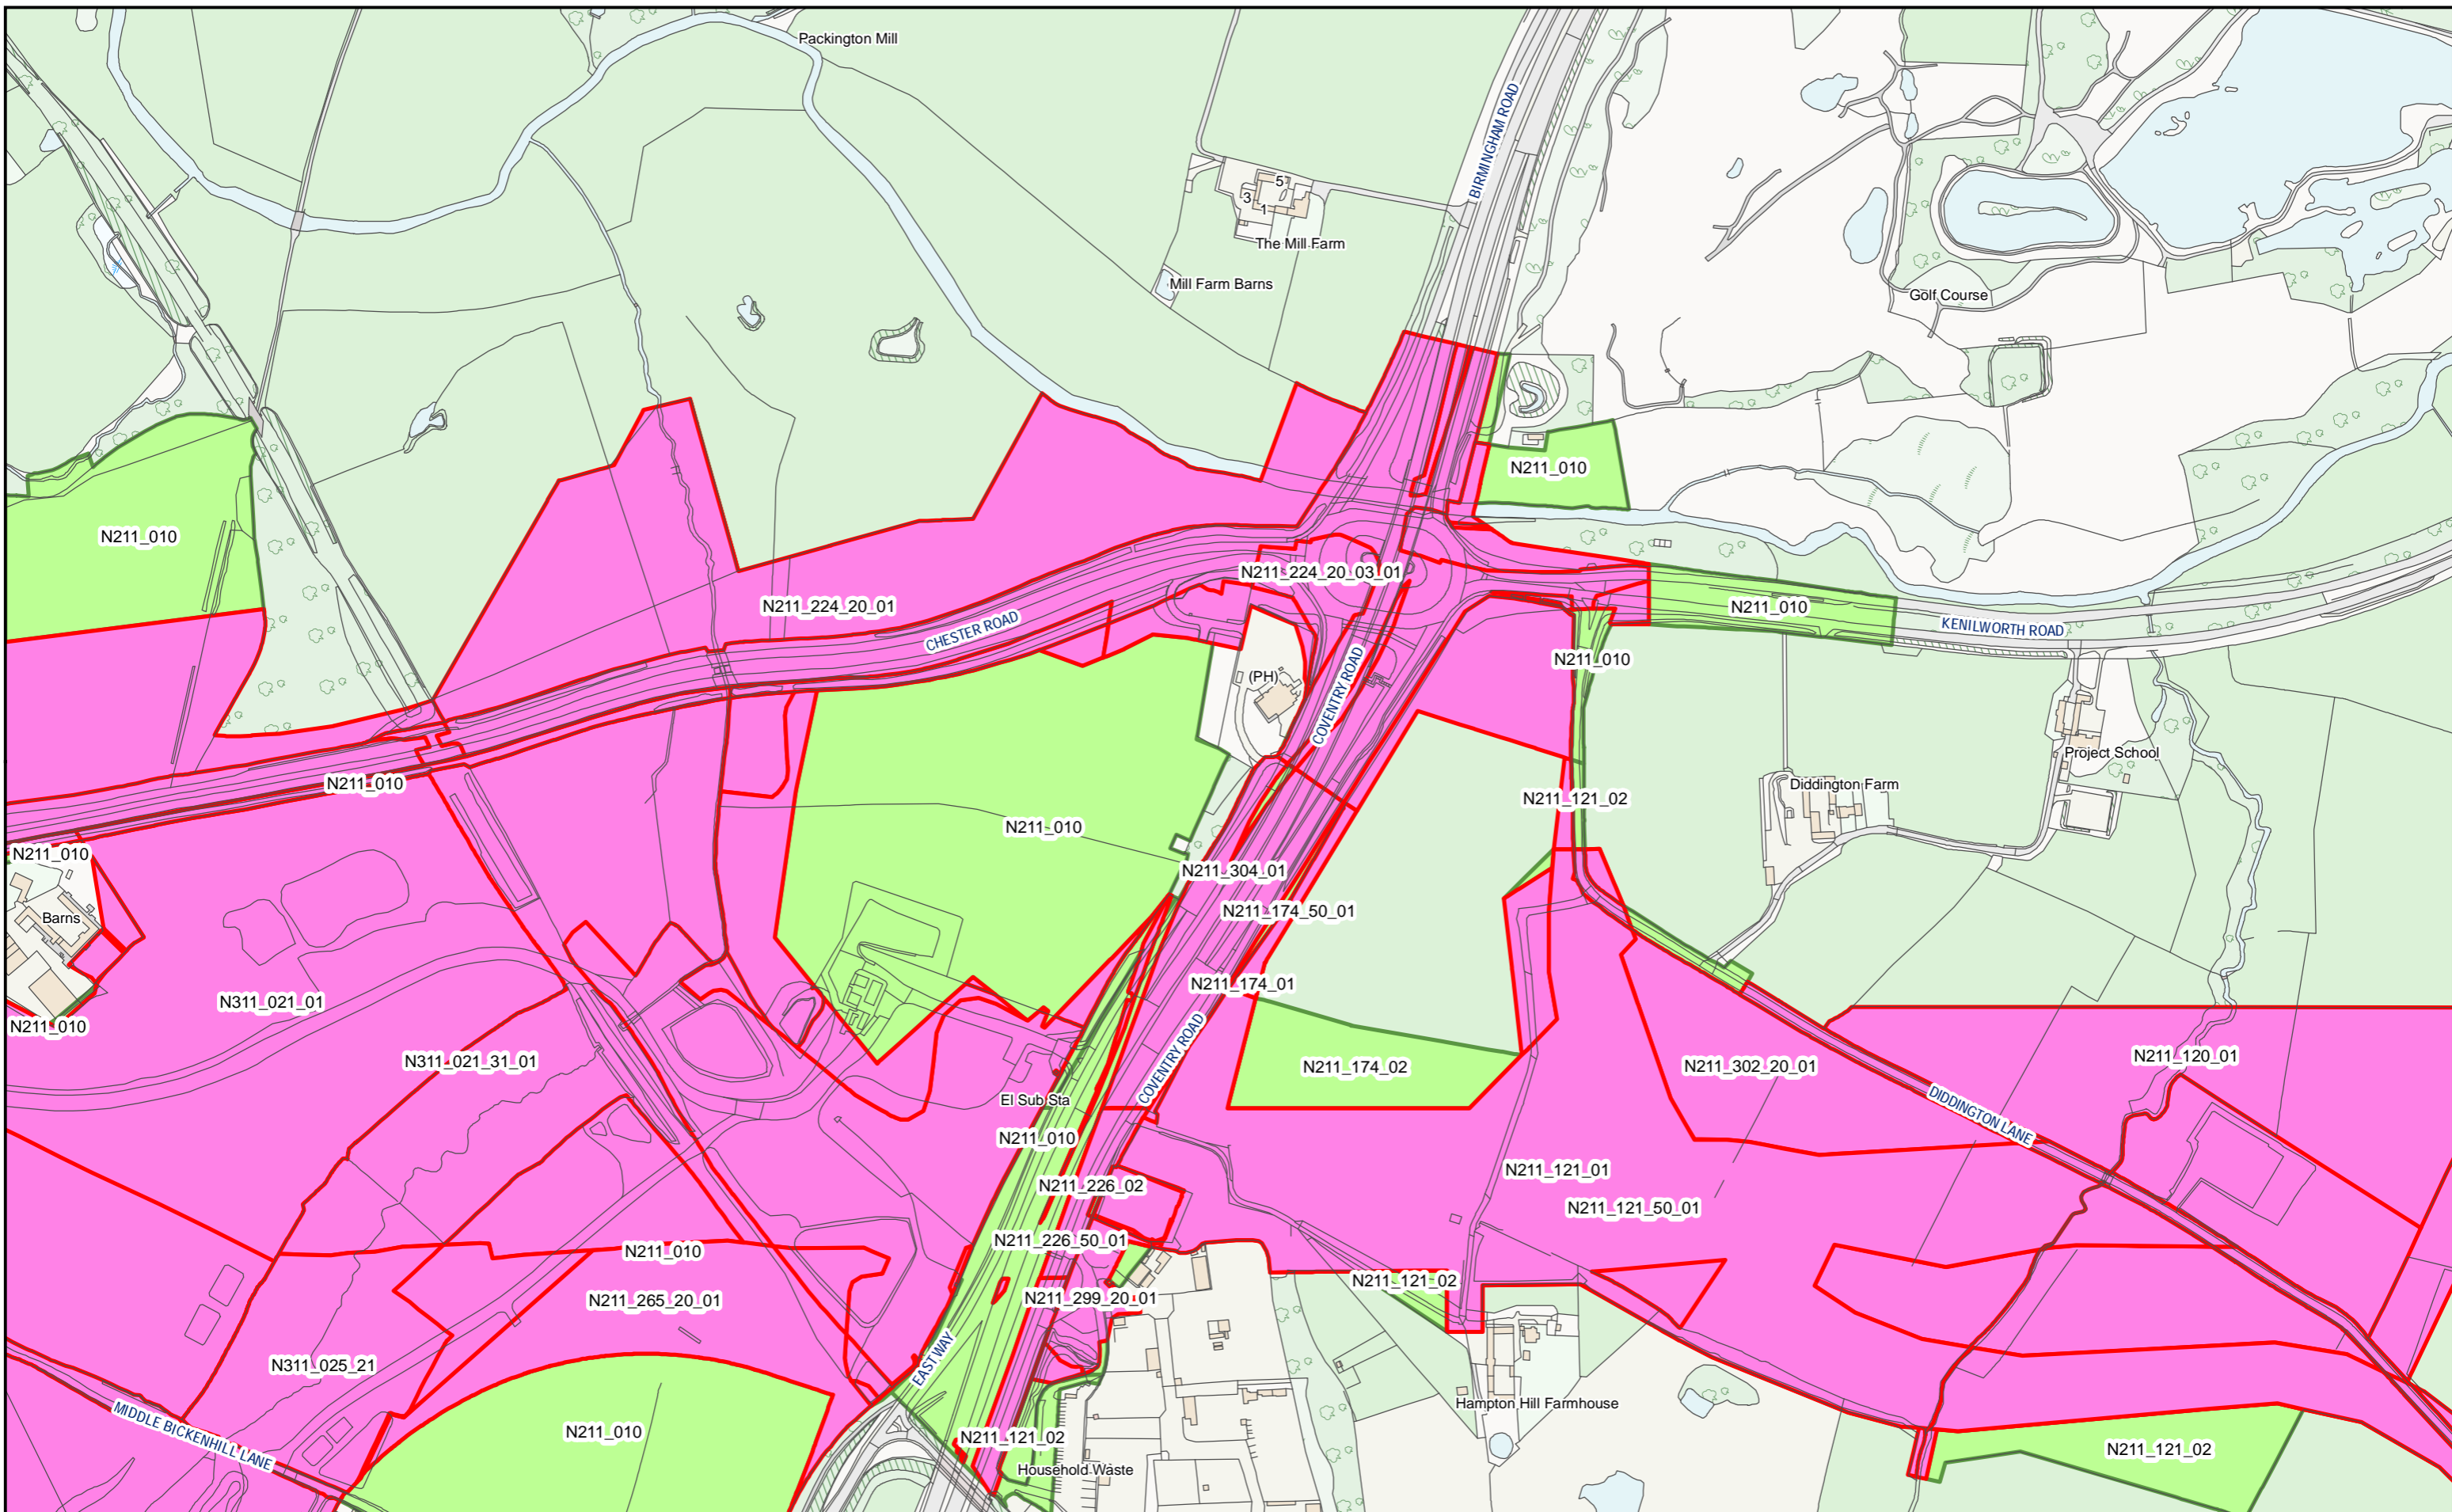 Packington Mill
BIRMINGHAM ROAD
5
3
1
The Mill Farm
Mill Farm Barns
Golf Course
N211_010
N211_010
N211_224_20_03_01
N211_224_20_01
N211_010
CHESTER ROAD
KENILWORTH ROAD
N211_010
(PH)
COVENTRY ROAD
Project School
N211_010
Diddington Farm
N211_121_02
N211_010
N211_010
N211_304_01
N211_174_50_01
Barns
N211_174_01
N311_021_01
N211_010
N311_021_31_01
COVENTRY ROAD
N211_174_02
N211_302_20_01
N211_120_01
El Sub Sta
DIDDINGTON LANE
N211_010
N211_121_01
N211_226_02
N211_121_50_01
N211_226_50_01
N211_010
N211_121_02
N211_299_20_01
N211_265_20_01
EASTWAY
N311_025_21
Hampton Hill Farmhouse
MIDDLE BICKENHILL LANE
N211_010
N211_121_02
N211_121_02
Household Waste